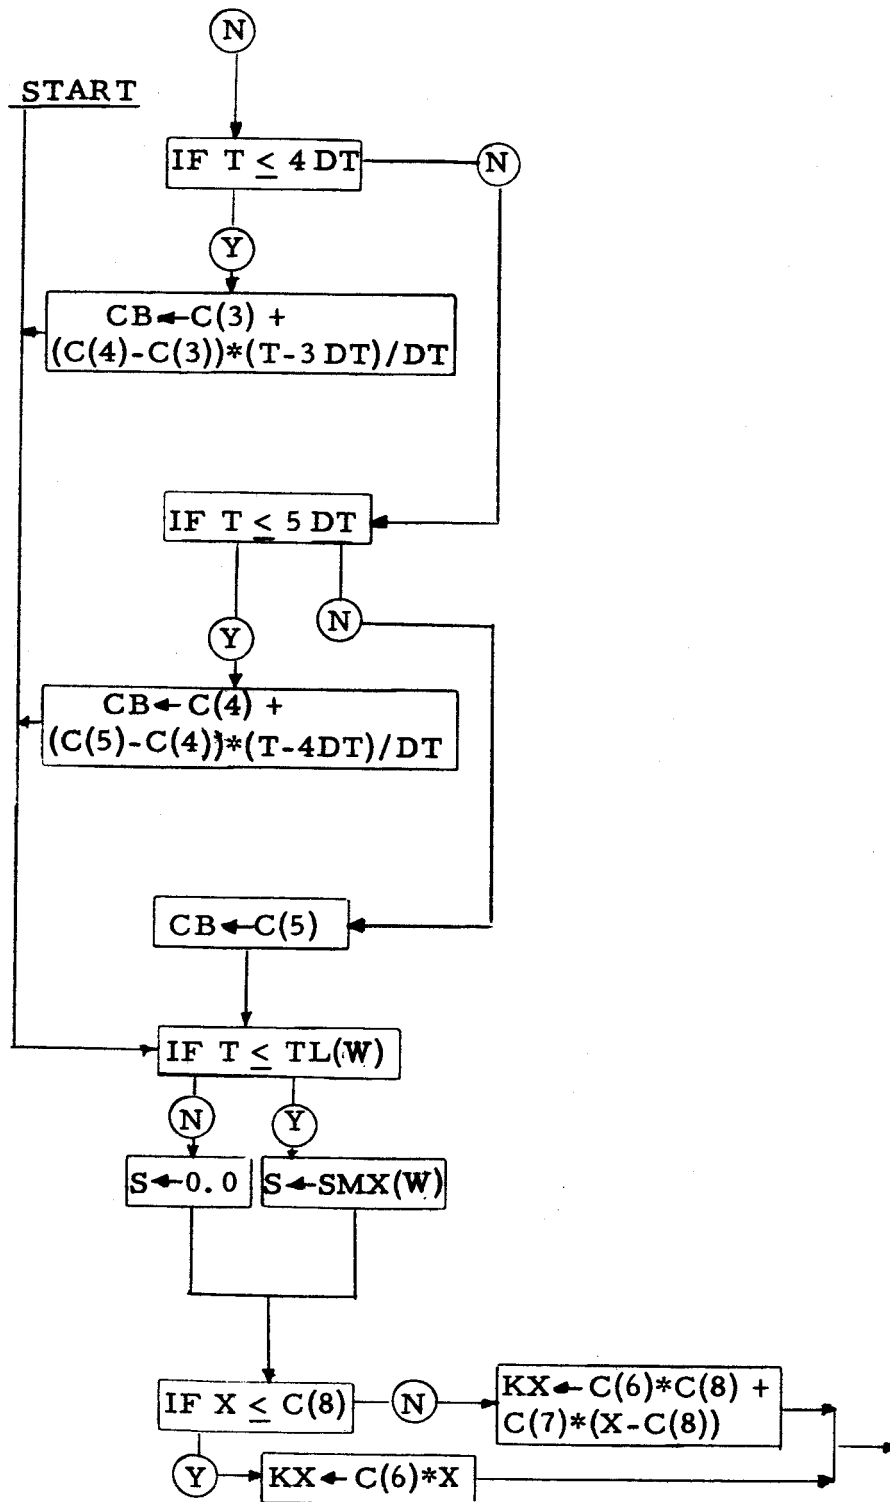 N
START
IF T ≤ 4 DT
N
Y
CB←C(3) +
(C(4)-C(3))*(T-3 DT)/DT
IF T ≤ 5 DT
N
Y
CB←C(4) +
(C(5)-C(4))*(T-4DT)/DT
CB←C(5)
IF T ≤ TL(W)
N
Y
S←0.0
S←SMX(W)
IF X ≤ C(8)
N
KX←C(6)*C(8) +
C(7)*(X-C(8))
Y
KX←C(6)*X